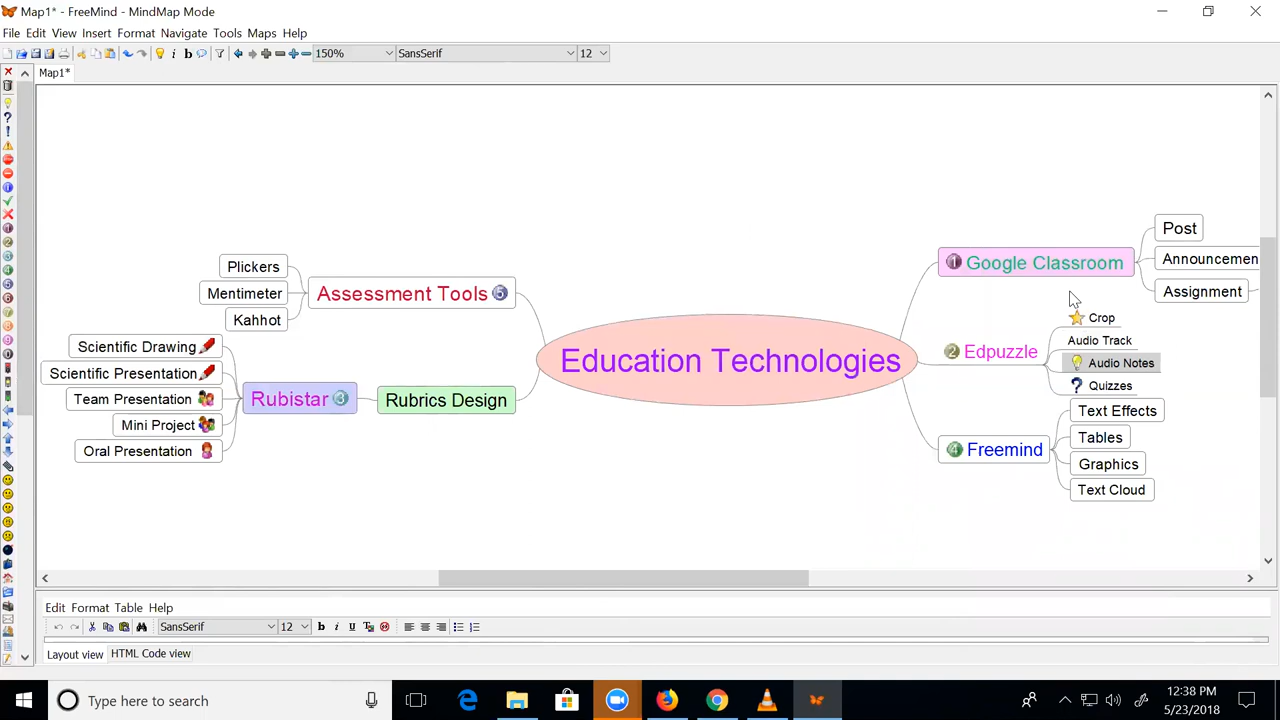 Map1* - FreeMind - MindMap Mode
File Edit View Insert Format Navigate Tools Maps Help
150% SansSerif 12
Map1*
Plickers
Mentimeter
Kahhot
Assessment Tools
Scientific Drawing
Scientific Presentation
Team Presentation
Mini Project
Oral Presentation
Rubistar
Rubrics Design
Education Technologies
Google Classroom
Post
Announcemen
Assignment
Edpuzzle
Crop
Audio Track
Audio Notes
Quizzes
Freemind
Text Effects
Tables
Graphics
Text Cloud
Edit Format Table Help
SansSerif 12
Layout view HTML Code view
Type here to search
12:38 PM
5/23/2018